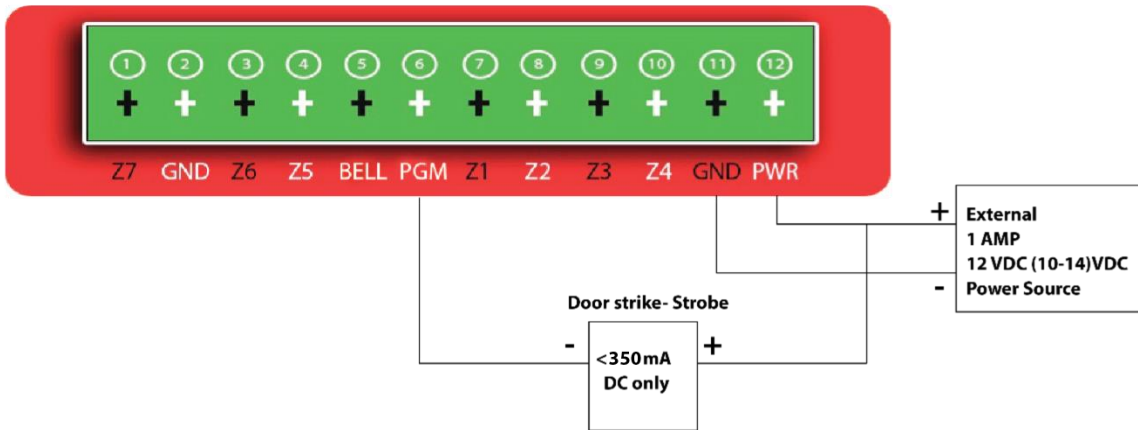 1 2 3 4 5 6 7 8 9 10 11 12
+ + + + + + + + + + + +
Z7 GND Z6 Z5 BELL PGM Z1 Z2 Z3 Z4 GND PWR
+ External
1 AMP
12 VDC (10-14)VDC
- Power Source
Door strike- Strobe
- <350mA +
DC only